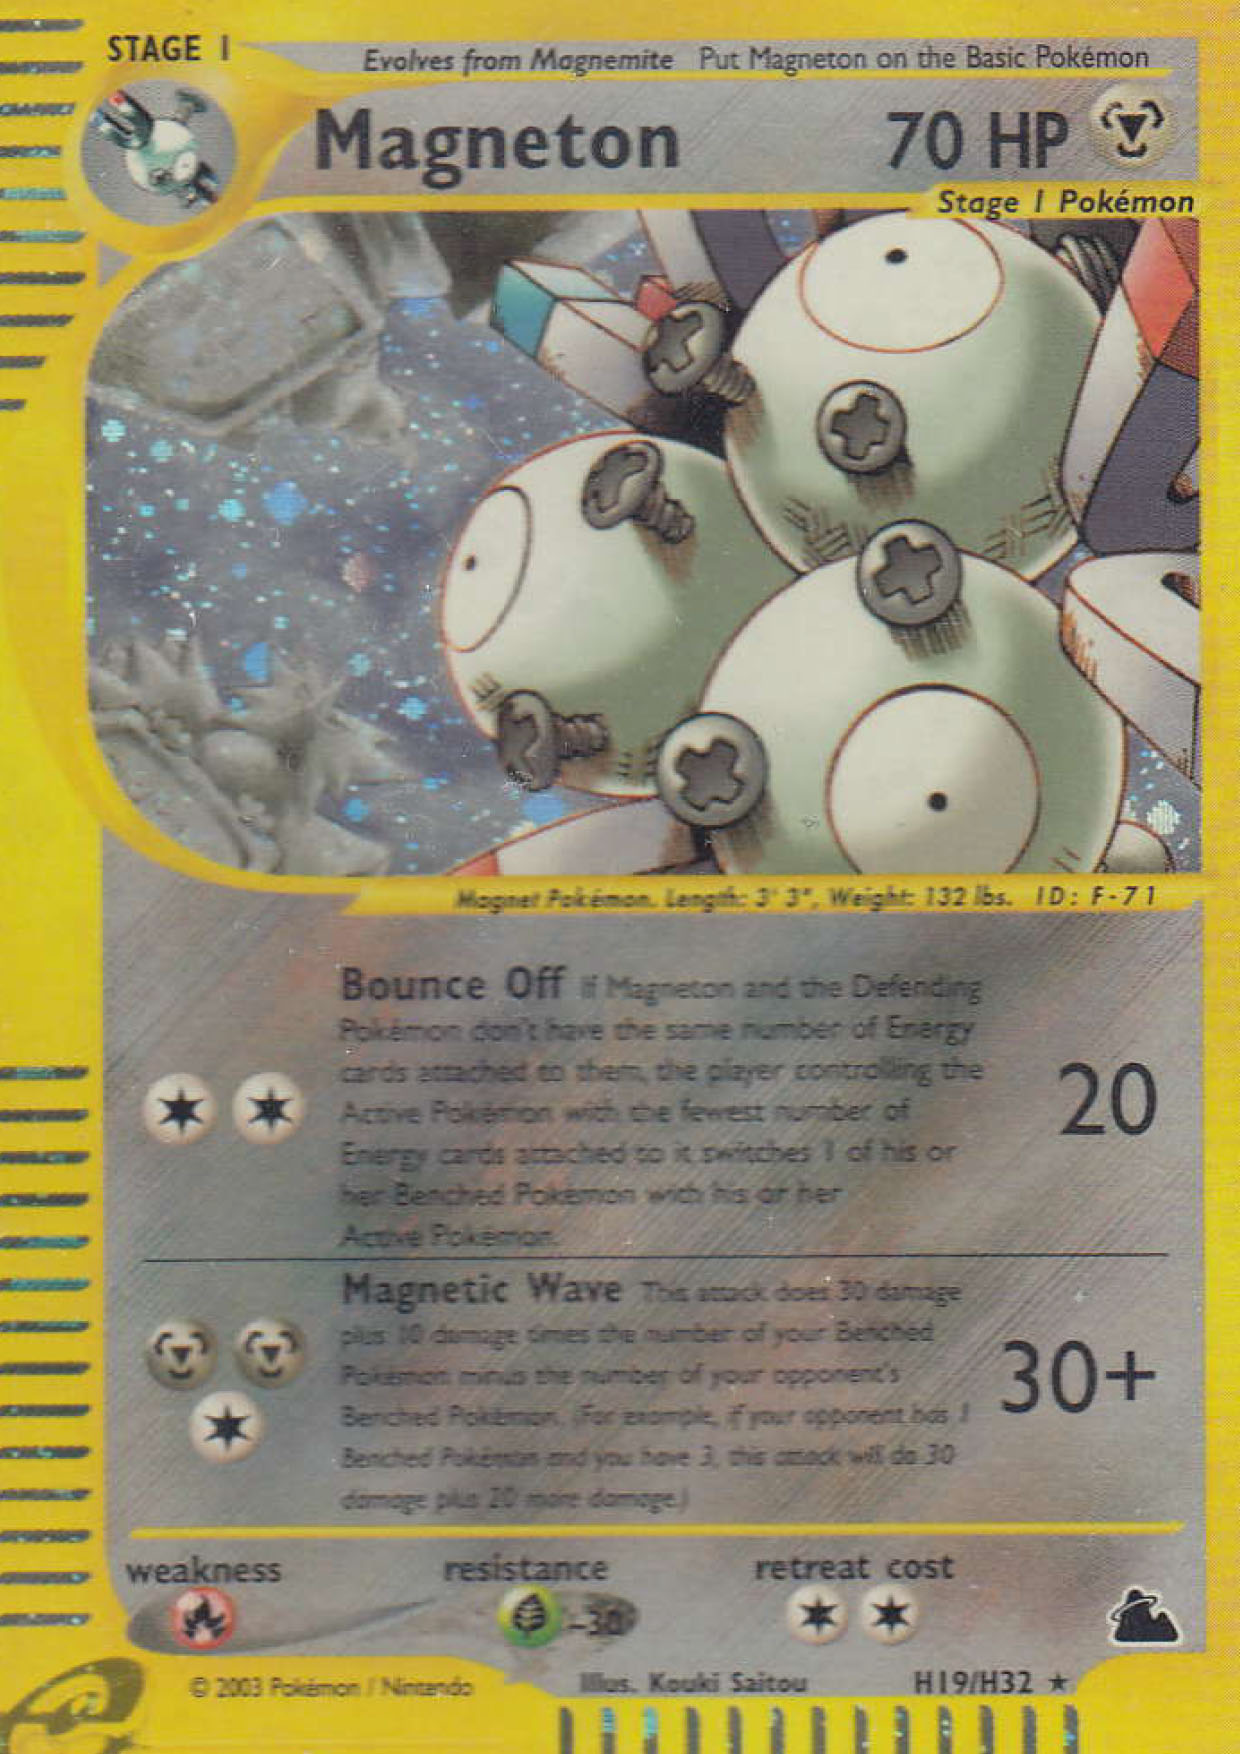 STAGE 1
Evolves from Magnemite Put Magneton on the Basic Pokémon
Magneton 70 HP
Stage 1 Pokémon
Magnet Pokémon. Length: 3' 3", Weight: 132 lbs. ID: F-71
Bounce Off If Magneton and the Defending
Pokémon don't have the same number of Energy
cards attached to them, the player controlling the
Active Pokémon with the fewest number of
Energy cards attached to it switches 1 of his or
her Benched Pokémon with his or her
Active Pokémon.
20
Magnetic Wave This attack does 30 damage
plus 10 damage times the number of your Benched
Pokémon minus the number of your opponent's
Benched Pokémon. (For example, if your opponent has 1
Benched Pokémon and you have 3, this attack will do 30
damage plus 20 more damage.)
30+
weakness resistance retreat cost
-30
© 2003 Pokémon / Nintendo Illus. Kouki Saitou H19/H32 ★
e